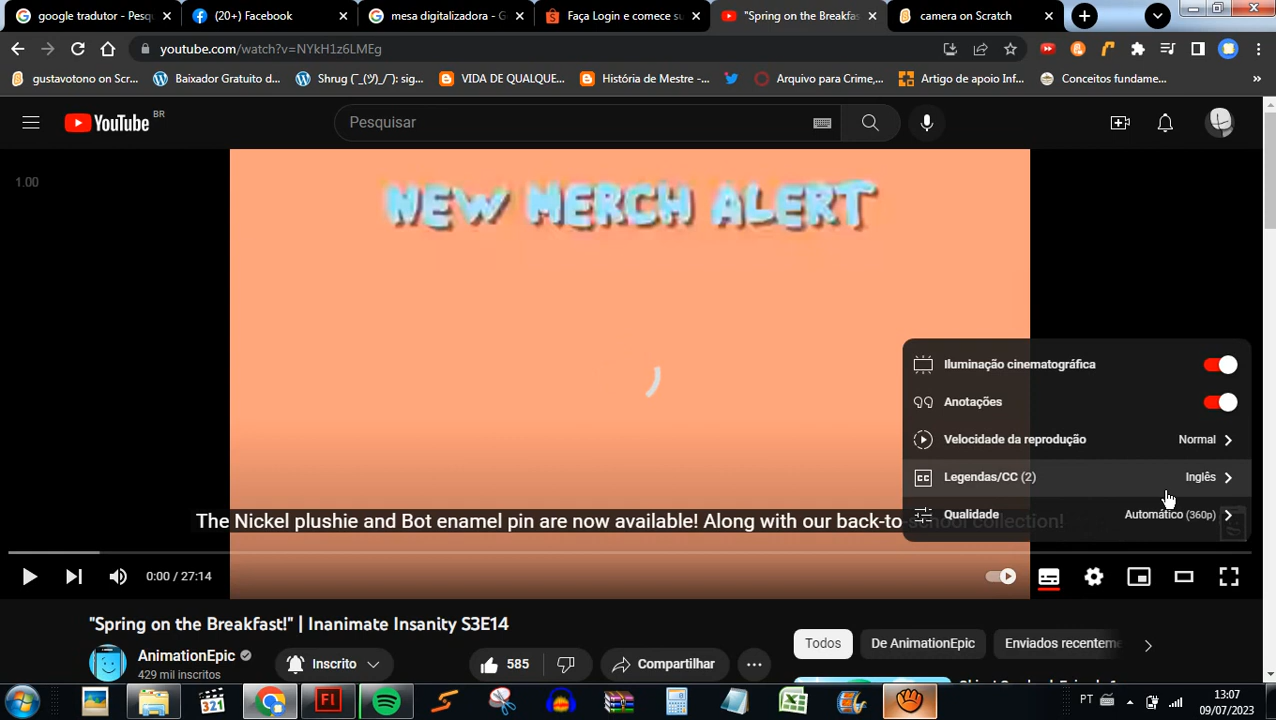 google tradutor - Pesqu
(20+) Facebook
mesa digitalizadora - G
Faça Login e comece su
"Spring on the Breakfas
camera on Scratch
youtube.com/watch?v=NYkH1z6LMEg
gustavotono on Scr...
Baixador Gratuito d...
Shrug (¯\_(ツ)_/¯): sig...
VIDA DE QUALQUE...
História de Mestre -...
Arquivo para Crime,...
Artigo de apoio Inf...
Conceitos fundame...
»
YouTube BR
Pesquisar
1.00
NEW MERCH ALERT
Iluminação cinematográfica
Anotações
Velocidade da reprodução Normal
Legendas/CC (2) Inglês
The Nickel plushie and Bot enamel pin are now available! Along with our back-to-school collection!
Qualidade Automático (360p)
0:00 / 27:14
"Spring on the Breakfast!" | Inanimate Insanity S3E14
AnimationEpic
429 mil inscritos
Inscrito
585
Compartilhar
Todos
De AnimationEpic
Enviados recenteme
321
Fl
PT
13:07
09/07/2023